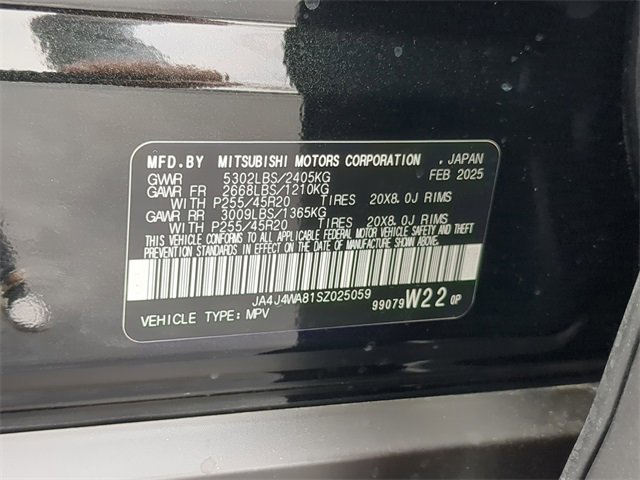 MFD.BY MITSUBISHI MOTORS CORPORATION . JAPAN
GVWR 5302LBS/2405KG FEB 2025
GAWR FR 2668LBS/1210KG
WITH P255/45R20 TIRES 20X8.0J RIMS
GAWR RR 3009LBS/1365KG
WITH P255/45R20 TIRES 20X8.0J RIMS
THIS VEHICLE CONFORMS TO ALL APPLICABLE FEDERAL MOTOR VEHICLE SAFETY AND THEFT
PREVENTION STANDARDS IN EFFECT ON THE DATE OF MANUFACTURE SHOWN ABOVE.
JA4J4WA81SZ025059
VEHICLE TYPE: MPV 99079 W22 0P